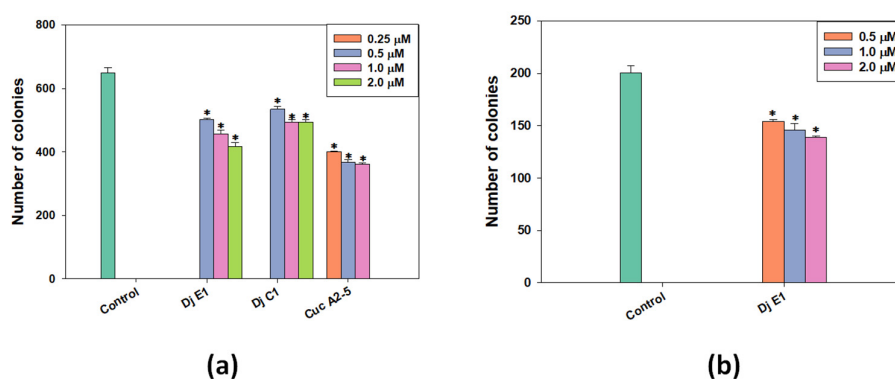 800
600
400
200
0
Number of colonies
0.25 μM
0.5 μM
1.0 μM
2.0 μM
*
*
*
*
*
*
*
*
*
Control
Dj E1
Dj C1
Cuc A2-5
(a)
250
200
150
100
50
0
Number of colonies
0.5 μM
1.0 μM
2.0 μM
*
*
*
Control
Dj E1
(b)